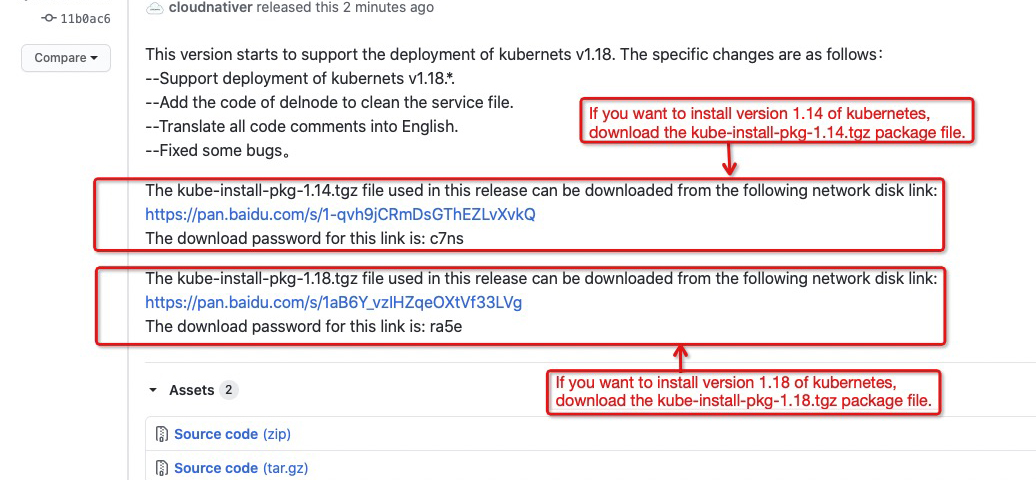 cloudnativer released this 2 minutes ago
11b0ac6
Compare
This version starts to support the deployment of kubernets v1.18. The specific changes are as follows：
--Support deployment of kubernets v1.18.*.
--Add the code of delnode to clean the service file.
--Translate all code comments into English.
--Fixed some bugs。
If you want to install version 1.14 of kubernetes,
download the kube-install-pkg-1.14.tgz package file.
The kube-install-pkg-1.14.tgz file used in this release can be downloaded from the following network disk link:
https://pan.baidu.com/s/1-qvh9jCRmDsGThEZLvXvkQ
The download password for this link is: c7ns
The kube-install-pkg-1.18.tgz file used in this release can be downloaded from the following network disk link:
https://pan.baidu.com/s/1aB6Y_vzIHZqeOXtVf33LVg
The download password for this link is: ra5e
If you want to install version 1.18 of kubernetes,
download the kube-install-pkg-1.18.tgz package file.
Assets 2
Source code (zip)
Source code (tar.gz)